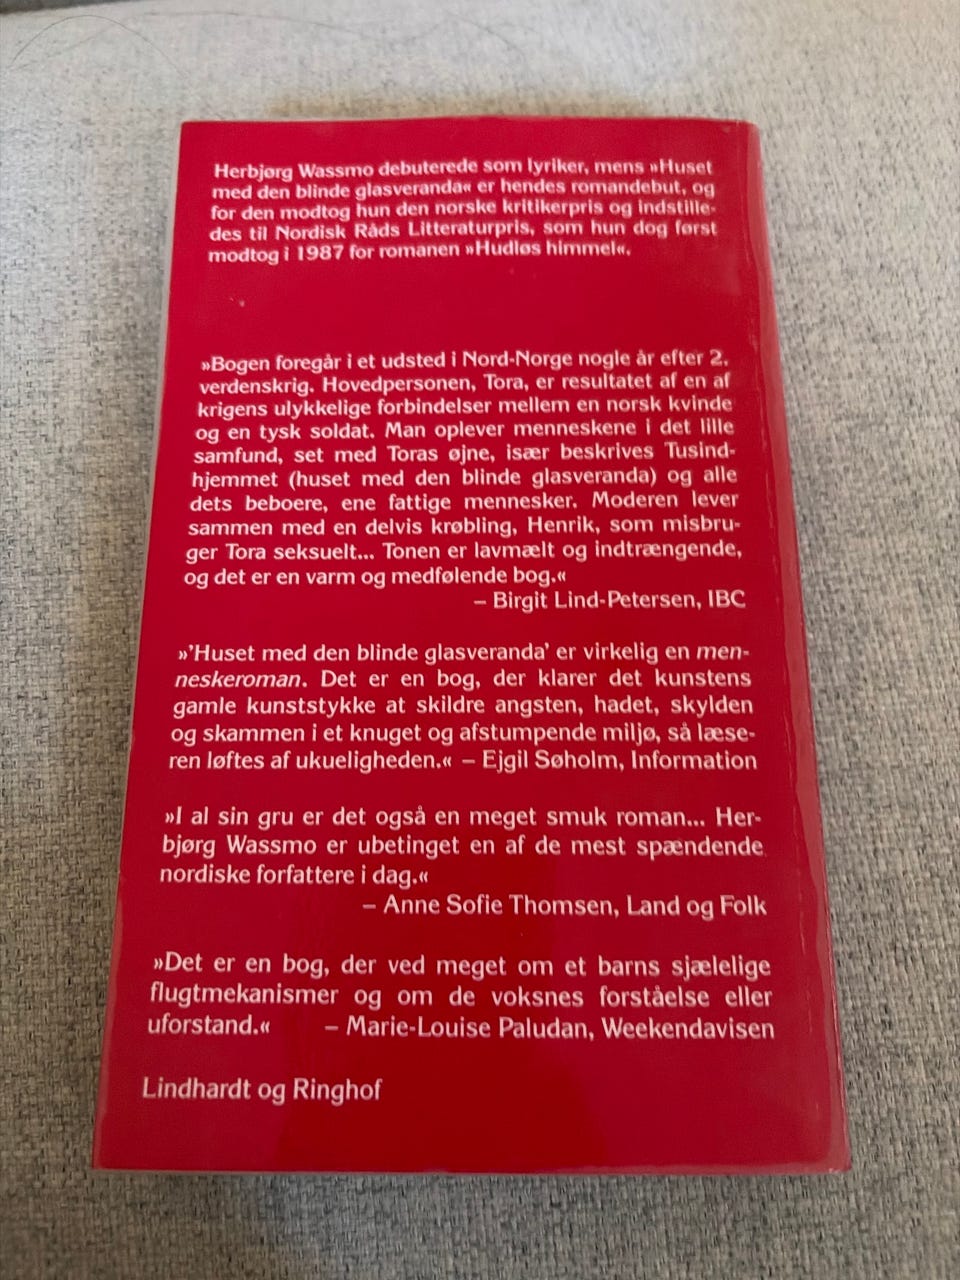 Herbjørg Wassmo debuterede som lyriker, mens »Huset
med den blinde glasveranda« er hendes romandebut, og
for den modtog hun den norske kritikerpris og indstille-
des til Nordisk Råds Litteraturpris, som hun dog først
modtog i 1987 for romanen »Hudløs himmel«.
»Bogen foregår i et udsted i Nord-Norge nogle år efter 2.
verdenskrig. Hovedpersonen, Tora, er resultatet af en af
krigens ulykkelige forbindelser mellem en norsk kvinde
og en tysk soldat. Man oplever menneskene i det lille
samfund, set med Toras øjne, især beskrives Tusind-
hjemmet (huset med den blinde glasveranda) og alle
dets beboere, ene fattige mennesker. Moderen lever
sammen med en delvis krøbling, Henrik, som misbru-
ger Tora seksuelt... Tonen er lavmælt og indtrængende,
og det er en varm og medfølende bog.«
– Birgit Lind-Petersen, IBC
»'Huset med den blinde glasveranda' er virkelig en men-
neskeroman. Det er en bog, der klarer det kunstens
gamle kunststykke at skildre angsten, hadet, skylden
og skammen i et knuget og afstumpende miljø, så læse-
ren løftes af ukueligheden.« – Ejgil Søholm, Information
»I al sin gru er det også en meget smuk roman... Her-
bjørg Wassmo er ubetinget en af de mest spændende
nordiske forfattere i dag.«
– Anne Sofie Thomsen, Land og Folk
»Det er en bog, der ved meget om et barns sjælelige
flugtmekanismer og om de voksnes forståelse eller
uforstand.« – Marie-Louise Paludan, Weekendavisen
Lindhardt og Ringhof